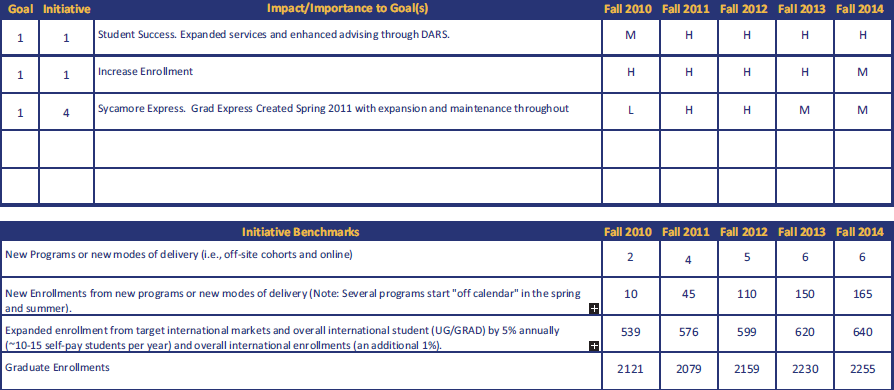 Goal Initiative Impact/Importance to Goal(s) Fall 2010 Fall 2011 Fall 2012 Fall 2013 Fall 2014
1 1 Student Success. Expanded services and enhanced advising through DARS. M H H H H
1 1 Increase Enrollment H H H H M
1 4 Sycamore Express. Grad Express Created Spring 2011 with expansion and maintenance throughout L H H M M
Initiative Benchmarks Fall 2010 Fall 2011 Fall 2012 Fall 2013 Fall 2014
New Programs or new modes of delivery (i.e., off-site cohorts and online) 2 4 5 6 6
New Enrollments from new programs or new modes of delivery (Note: Several programs start "off calendar" in the spring
and summer). 10 45 110 150 165
Expanded enrollment from target international markets and overall international student (UG/GRAD) by 5% annually
(~10-15 self-pay students per year) and overall international enrollments (an additional 1%). 539 576 599 620 640
Graduate Enrollments 2121 2079 2159 2230 2255